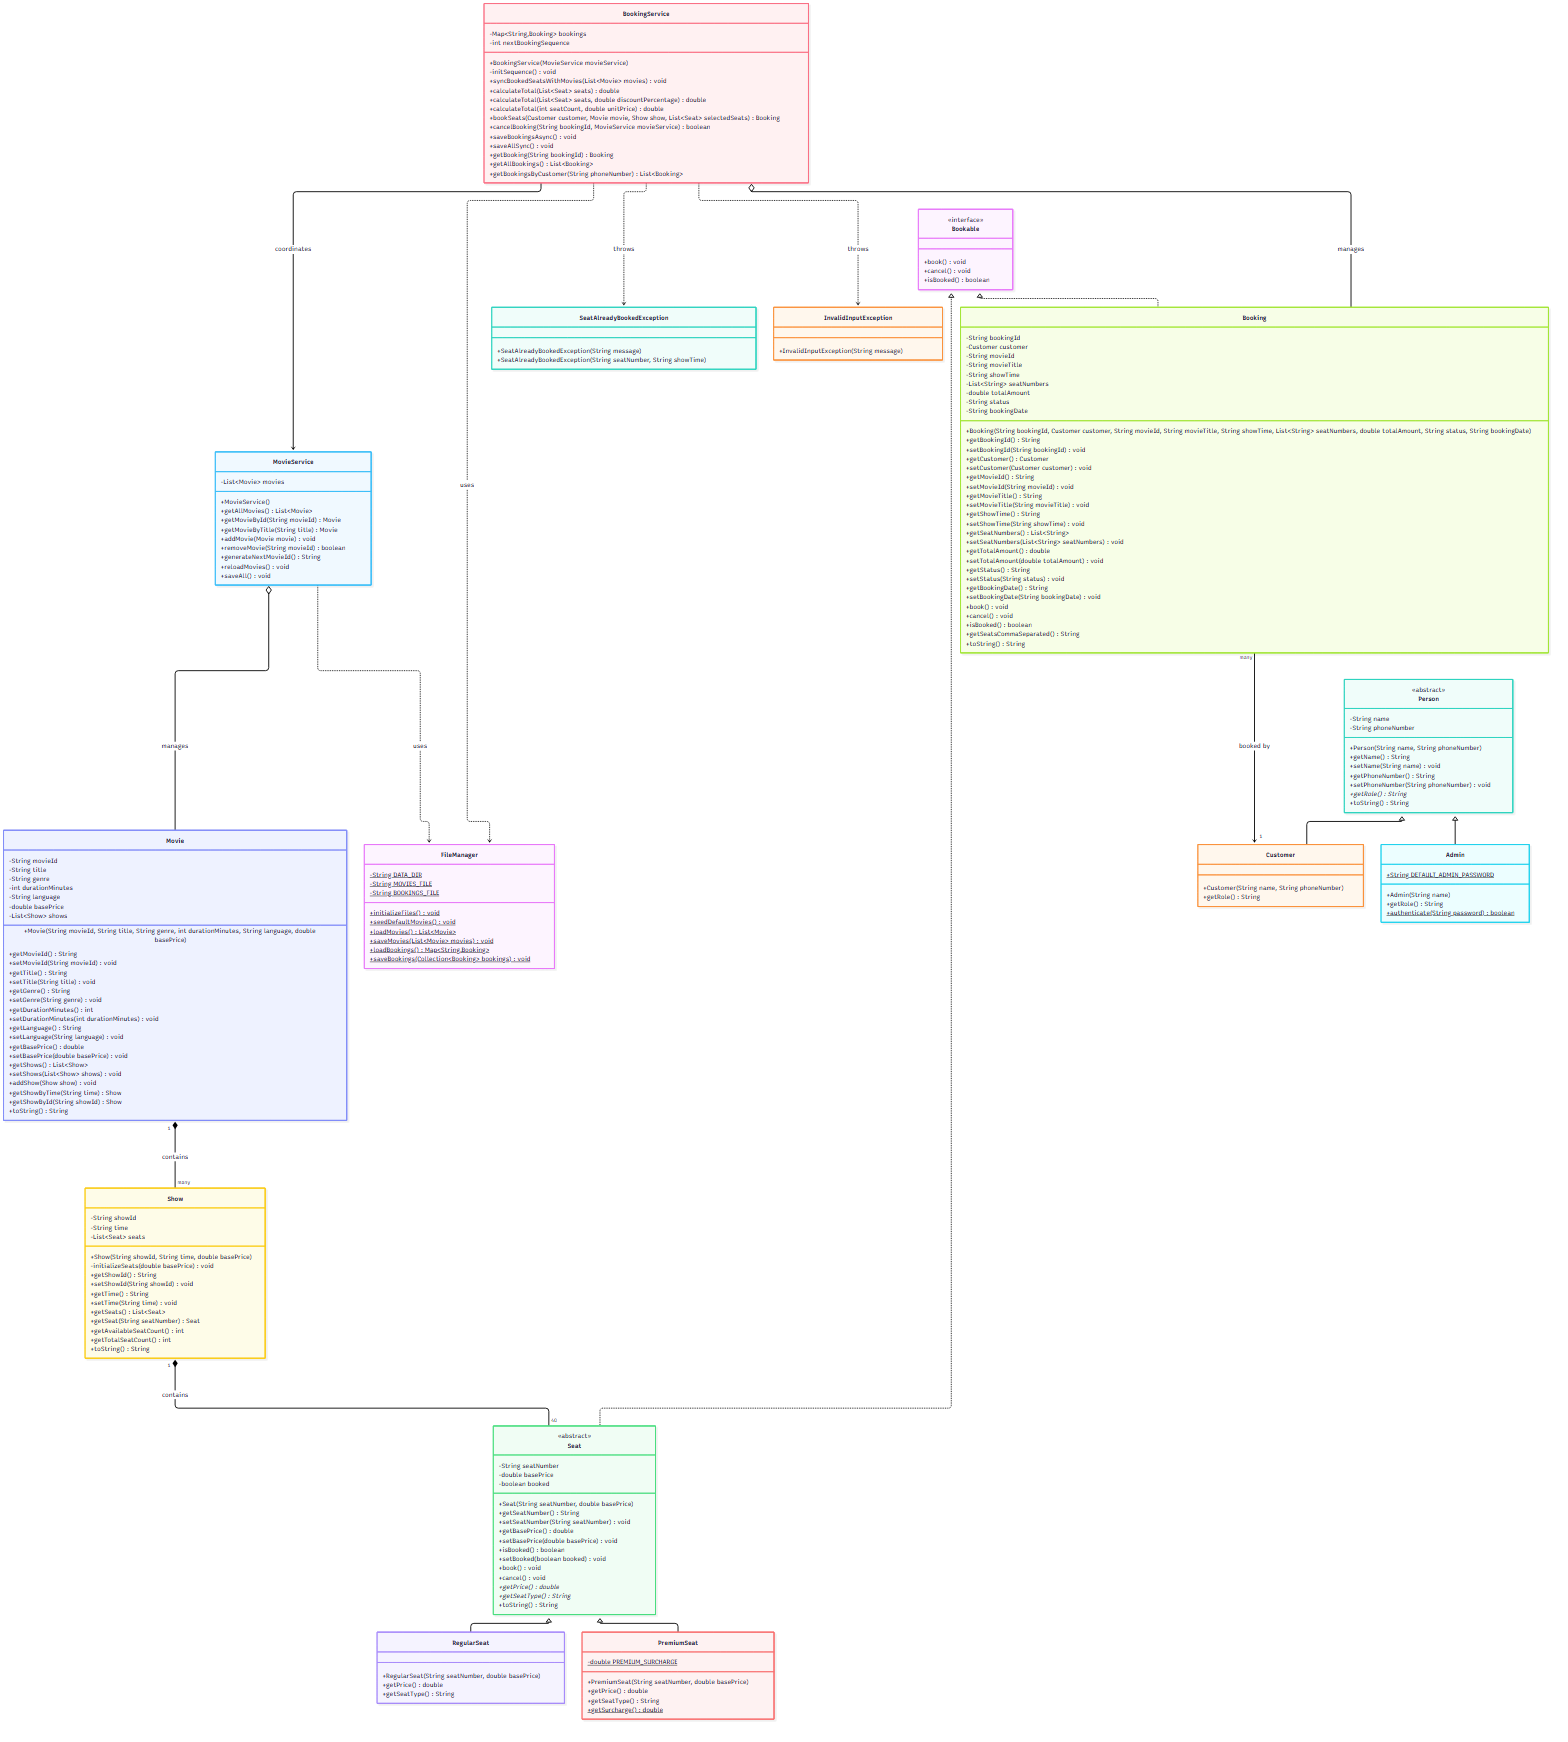 BookingService
-Map<String,Booking> bookings
-int nextBookingSequence
+BookingService(MovieService movieService)
-initSequence() : void
+syncBookedSeatsWithMovies(List<Movie> movies) : void
+calculateTotal(List<Seat> seats) : double
+calculateTotal(List<Seat> seats, double discountPercentage) : double
+calculateTotal(int seatCount, double unitPrice) : double
+bookSeats(Customer customer, Movie movie, Show show, List<Seat> selectedSeats) : Booking
+cancelBooking(String bookingId, MovieService movieService) : boolean
+saveBookingsAsync() : void
+saveAllSync() : void
+getBooking(String bookingId) : Booking
+getAllBookings() : List<Booking>
+getBookingsByCustomer(String phoneNumber) : List<Booking>
coordinates
throws
throws
manages
«interface»
Bookable
+book() : void
+cancel() : void
+isBooked() : boolean
SeatAlreadyBookedException
+SeatAlreadyBookedException(String message)
+SeatAlreadyBookedException(String seatNumber, String showTime)
InvalidInputException
+InvalidInputException(String message)
Booking
-String bookingId
-Customer customer
-String movieId
-String movieTitle
-String showTime
-List<String> seatNumbers
-double totalAmount
-String status
-String bookingDate
+Booking(String bookingId, Customer customer, String movieId, String movieTitle, String showTime, List<String> seatNumbers, double totalAmount, String status, String bookingDate)
+getBookingId() : String
+setBookingId(String bookingId) : void
+getCustomer() : Customer
+setCustomer(Customer customer) : void
+getMovieId() : String
+setMovieId(String movieId) : void
+getMovieTitle() : String
+setMovieTitle(String movieTitle) : void
+getShowTime() : String
+setShowTime(String showTime) : void
+getSeatNumbers() : List<String>
+setSeatNumbers(List<String> seatNumbers) : void
+getTotalAmount() : double
+setTotalAmount(double totalAmount) : void
+getStatus() : String
+setStatus(String status) : void
+getBookingDate() : String
+setBookingDate(String bookingDate) : void
+book() : void
+cancel() : void
+isBooked() : boolean
+getSeatsCommaSeparated() : String
+toString() : String
MovieService
-List<Movie> movies
+MovieService()
+getAllMovies() : List<Movie>
+getMovieById(String movieId) : Movie
+getMovieByTitle(String title) : Movie
+addMovie(Movie movie) : void
+removeMovie(String movieId) : boolean
+generateNextMovieId() : String
+reloadMovies() : void
+saveAll() : void
uses
many
manages
uses
booked by
1
«abstract»
Person
-String name
-String phoneNumber
+Person(String name, String phoneNumber)
+getName() : String
+setName(String name) : void
+getPhoneNumber() : String
+setPhoneNumber(String phoneNumber) : void
+getRole() : String
+toString() : String
Movie
-String movieId
-String title
-String genre
-int durationMinutes
-String language
-double basePrice
-List<Show> shows
+Movie(String movieId, String title, String genre, int durationMinutes, String language, double
basePrice)
+getMovieId() : String
+setMovieId(String movieId) : void
+getTitle() : String
+setTitle(String title) : void
+getGenre() : String
+setGenre(String genre) : void
+getDurationMinutes() : int
+setDurationMinutes(int durationMinutes) : void
+getLanguage() : String
+setLanguage(String language) : void
+getBasePrice() : double
+setBasePrice(double basePrice) : void
+getShows() : List<Show>
+setShows(List<Show> shows) : void
+addShow(Show show) : void
+getShowByTime(String time) : Show
+getShowById(String showId) : Show
+toString() : String
FileManager
-String DATA_DIR
-String MOVIES_FILE
-String BOOKINGS_FILE
+initializeFiles() : void
+seedDefaultMovies() : void
+loadMovies() : List<Movie>
+saveMovies(List<Movie> movies) : void
+loadBookings() : Map<String,Booking>
+saveBookings(Collection<Booking> bookings) : void
Customer
+Customer(String name, String phoneNumber)
+getRole() : String
Admin
+String DEFAULT_ADMIN_PASSWORD
+Admin(String name)
+getRole() : String
+authenticate(String password) : boolean
1
contains
many
Show
-String showId
-String time
-List<Seat> seats
+Show(String showId, String time, double basePrice)
-initializeSeats(double basePrice) : void
+getShowId() : String
+setShowId(String showId) : void
+getTime() : String
+setTime(String time) : void
+getSeats() : List<Seat>
+getSeat(String seatNumber) : Seat
+getAvailableSeatCount() : int
+getTotalSeatCount() : int
+toString() : String
1
contains
40
«abstract»
Seat
-String seatNumber
-double basePrice
-boolean booked
+Seat(String seatNumber, double basePrice)
+getSeatNumber() : String
+setSeatNumber(String seatNumber) : void
+getBasePrice() : double
+setBasePrice(double basePrice) : void
+isBooked() : boolean
+setBooked(boolean booked) : void
+book() : void
+cancel() : void
+getPrice() : double
+getSeatType() : String
+toString() : String
RegularSeat
+RegularSeat(String seatNumber, double basePrice)
+getPrice() : double
+getSeatType() : String
PremiumSeat
-double PREMIUM_SURCHARGE
+PremiumSeat(String seatNumber, double basePrice)
+getPrice() : double
+getSeatType() : String
+getSurcharge() : double